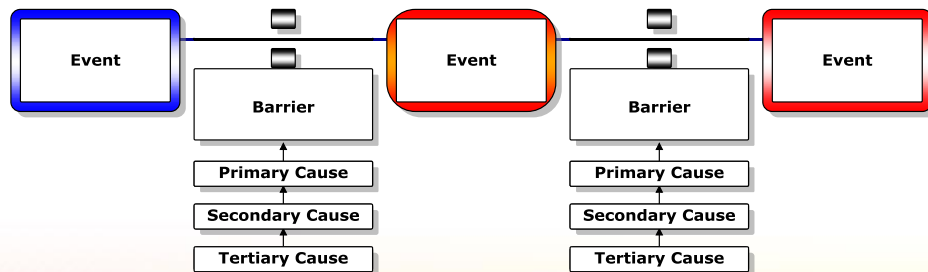 Event
Event
Event
Barrier
Barrier
Primary Cause
Primary Cause
Secondary Cause
Secondary Cause
Tertiary Cause
Tertiary Cause